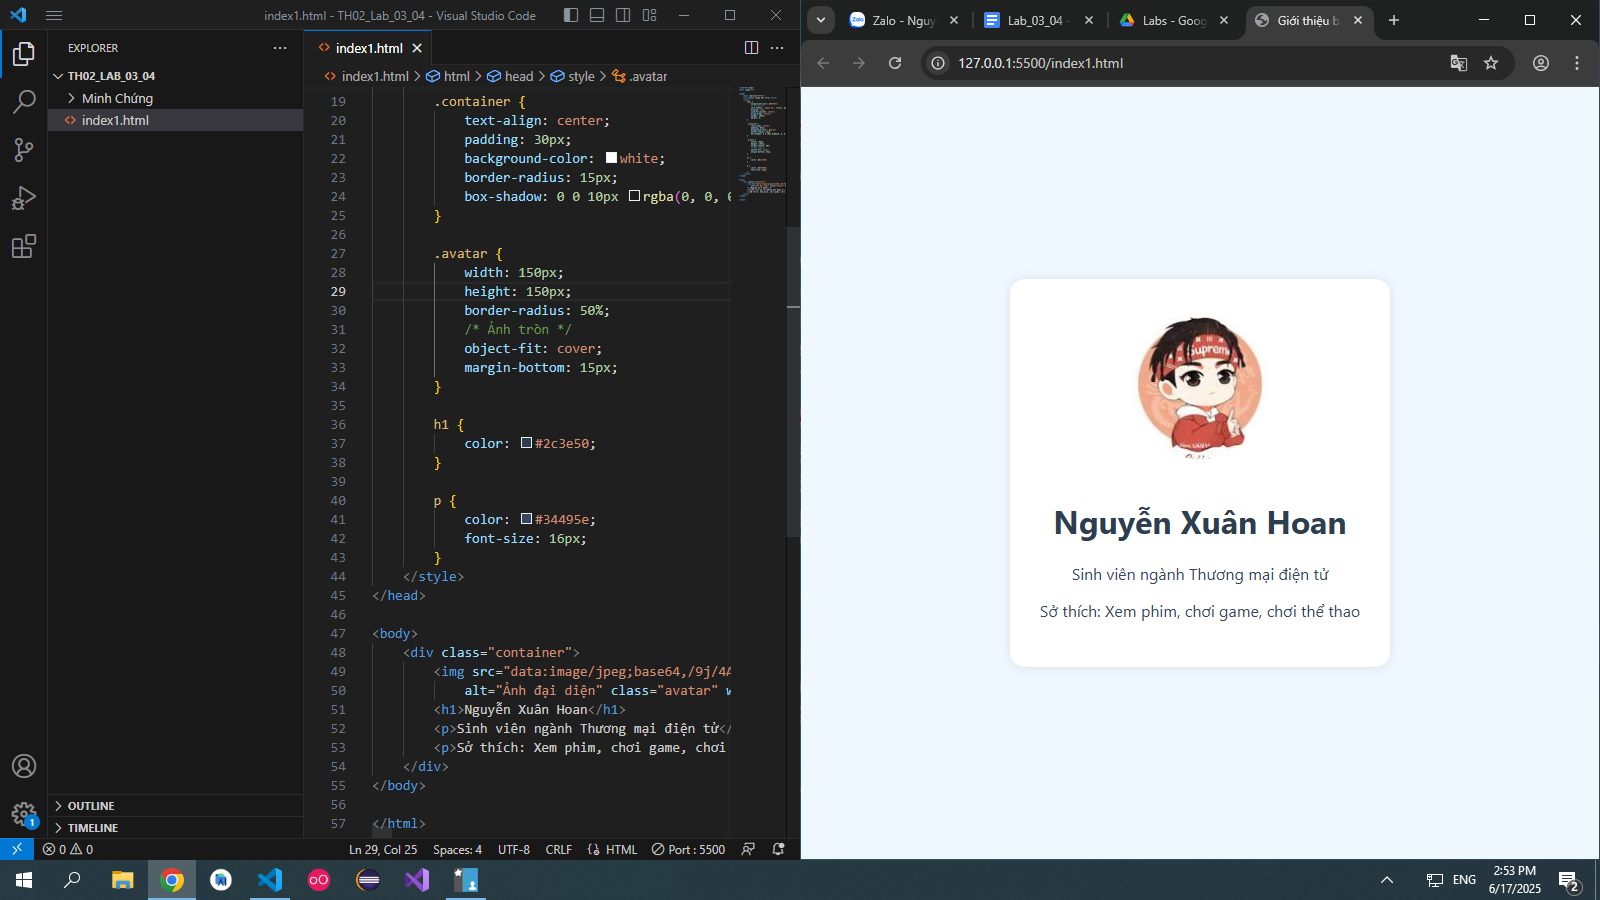 index1.html - TH02_Lab_03_04 - Visual Studio Code
EXPLORER
TH02_LAB_03_04
Minh Chứng
index1.html
OUTLINE
TIMELINE
index1.html
index1.html > html > head > style > .avatar
19 .container {
20 text-align: center;
21 padding: 30px;
22 background-color: white;
23 border-radius: 15px;
24 box-shadow: 0 0 10px rgba(0, 0, 0
25 }
26
27 .avatar {
28 width: 150px;
29 height: 150px;
30 border-radius: 50%;
31 /* Ảnh tròn */
32 object-fit: cover;
33 margin-bottom: 15px;
34 }
35
36 h1 {
37 color: #2c3e50;
38 }
39
40 p {
41 color: #34495e;
42 font-size: 16px;
43 }
44 </style>
45 </head>
46
47 <body>
48 <div class="container">
49 <img src="data:image/jpeg;base64,/9j/4A
50 alt="Ảnh đại diện" class="avatar" w
51 <h1>Nguyễn Xuân Hoan</h1>
52 <p>Sinh viên ngành Thương mại điện tử</
53 <p>Sở thích: Xem phim, chơi game, chơi
54 </div>
55 </body>
56
57 </html>
1
0 0
Ln 29, Col 25 Spaces: 4 UTF-8 CRLF HTML Port : 5500
Zalo - Nguy
Lab_03_04 -
Labs - Goog
Giới thiệu b
127.0.0.1:5500/index1.html
Supreme
Nguyễn Xuân Hoan
Sinh viên ngành Thương mại điện tử
Sở thích: Xem phim, chơi game, chơi thể thao
ENG
2:53 PM
6/17/2025
2